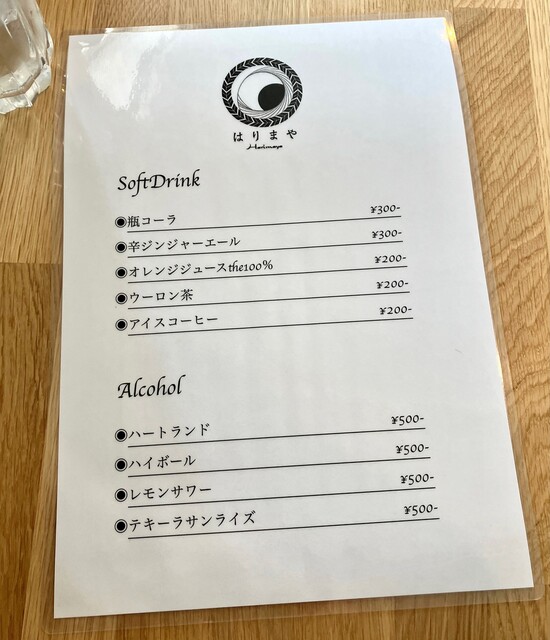 はりまや
Harimaya
SoftDrink
◉瓶コーラ ¥300-
◉辛ジンジャーエール ¥300-
◉オレンジジュースthe100% ¥200-
◉ウーロン茶 ¥200-
◉アイスコーヒー ¥200-
Alcohol
◉ハートランド ¥500-
◉ハイボール ¥500-
◉レモンサワー ¥500-
◉テキーラサンライズ ¥500-